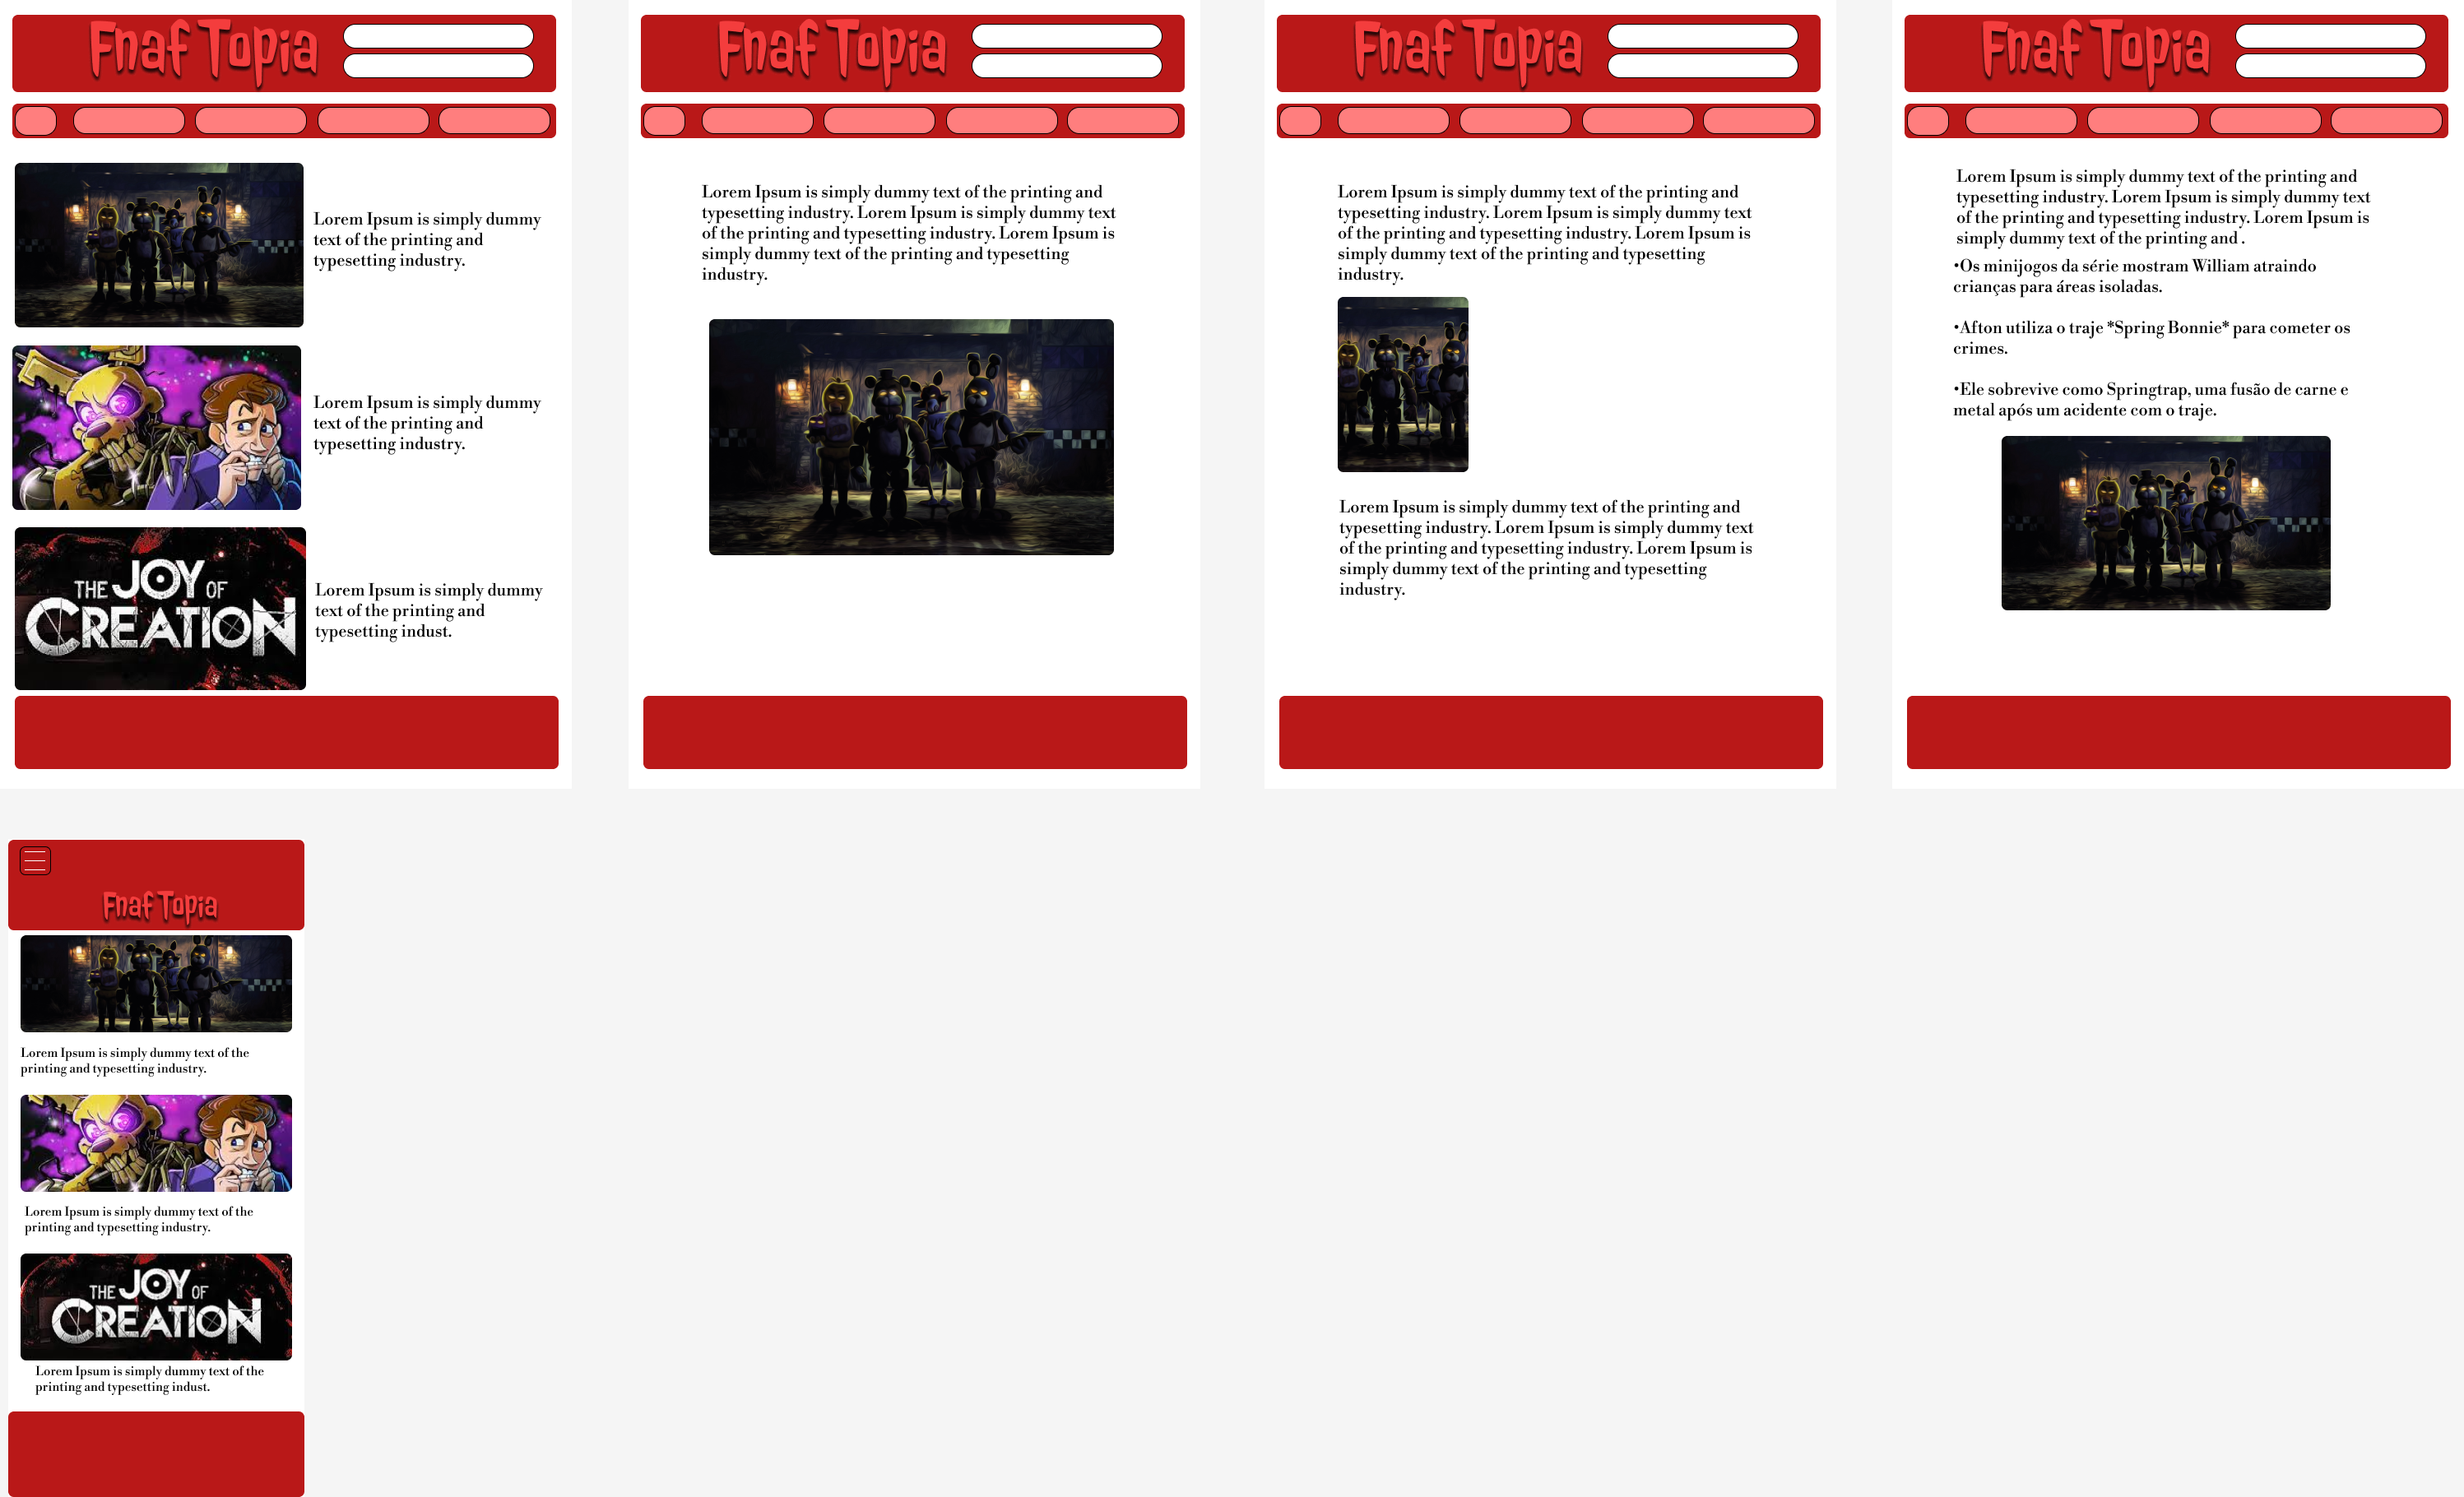 Fnaf Topia
Lorem Ipsum is simply dummy
text of the printing and
typesetting industry.
Lorem Ipsum is simply dummy
text of the printing and
typesetting industry.
THE JOY OF
CREATION
Lorem Ipsum is simply dummy
text of the printing and
typesetting indust.
Fnaf Topia
Lorem Ipsum is simply dummy text of the printing and
typesetting industry. Lorem Ipsum is simply dummy text
of the printing and typesetting industry. Lorem Ipsum is
simply dummy text of the printing and typesetting
industry.
Fnaf Topia
Lorem Ipsum is simply dummy text of the printing and
typesetting industry. Lorem Ipsum is simply dummy text
of the printing and typesetting industry. Lorem Ipsum is
simply dummy text of the printing and typesetting
industry.
Lorem Ipsum is simply dummy text of the printing and
typesetting industry. Lorem Ipsum is simply dummy text
of the printing and typesetting industry. Lorem Ipsum is
simply dummy text of the printing and typesetting
industry.
Fnaf Topia
Lorem Ipsum is simply dummy text of the printing and
typesetting industry. Lorem Ipsum is simply dummy text
of the printing and typesetting industry. Lorem Ipsum is
simply dummy text of the printing and .
•Os minijogos da série mostram William atraindo
crianças para áreas isoladas.
•Afton utiliza o traje *Spring Bonnie* para cometer os
crimes.
•Ele sobrevive como Springtrap, uma fusão de carne e
metal após um acidente com o traje.
Fnaf Topia
Lorem Ipsum is simply dummy text of the
printing and typesetting industry.
Lorem Ipsum is simply dummy text of the
printing and typesetting industry.
THE JOY OF
CREATION
Lorem Ipsum is simply dummy text of the
printing and typesetting indust.